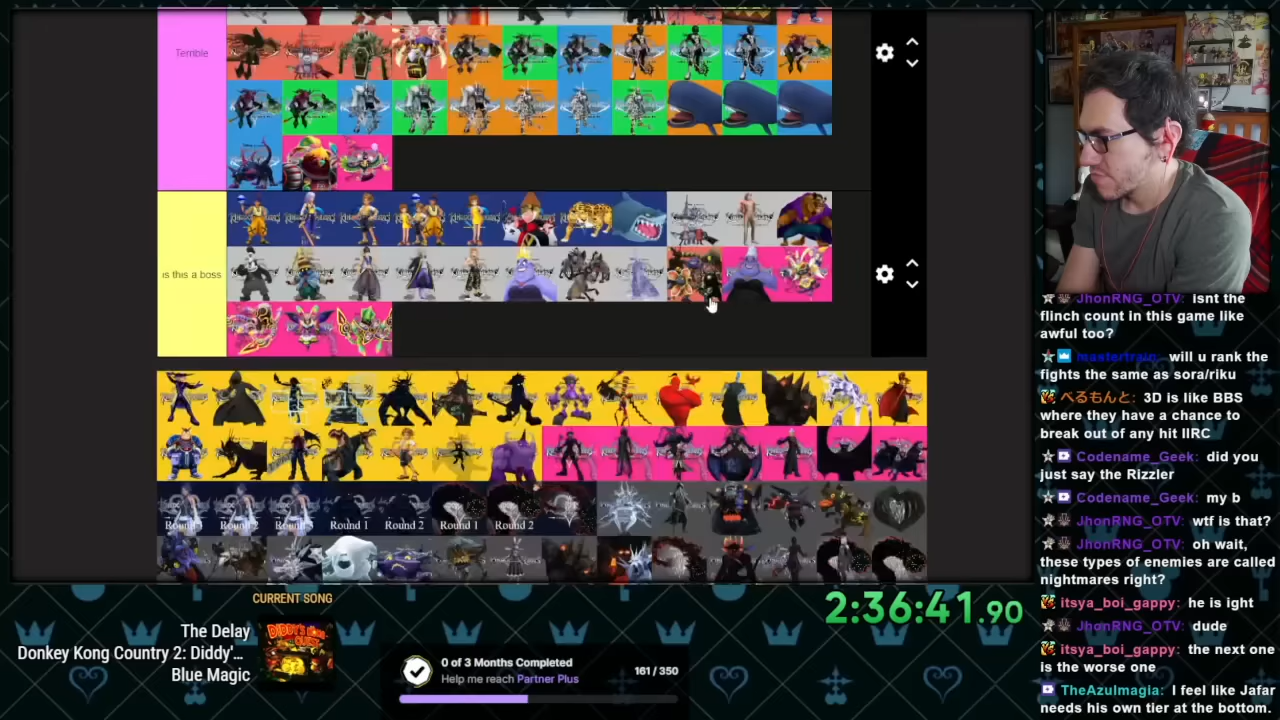 Terrible
is this a boss
Round 1
Round 2
Round 3
Round 1
Round 2
Round 1
Round 2
JhonRNG_OTV: isnt the
flinch count in this game like
awful too?
mastertrain: will u rank the
fights the same as sora/riku
べるもんと: 3D is like BBS
where they have a chance to
break out of any hit IIRC
Codename_Geek: did you
just say the Rizzler
Codename_Geek: my b
JhonRNG_OTV: wtf is that?
JhonRNG_OTV: oh wait,
these types of enemies are called
nightmares right?
itsya_boi_gappy: he is ight
JhonRNG_OTV: dude
itsya_boi_gappy: the next one
is the worse one
TheAzulmagia: I feel like Jafar
needs his own tier at the bottom.
2:36:41.90
CURRENT SONG
The Delay
Donkey Kong Country 2: Diddy'...
Blue Magic
0 of 3 Months Completed
Help me reach Partner Plus
161 / 350